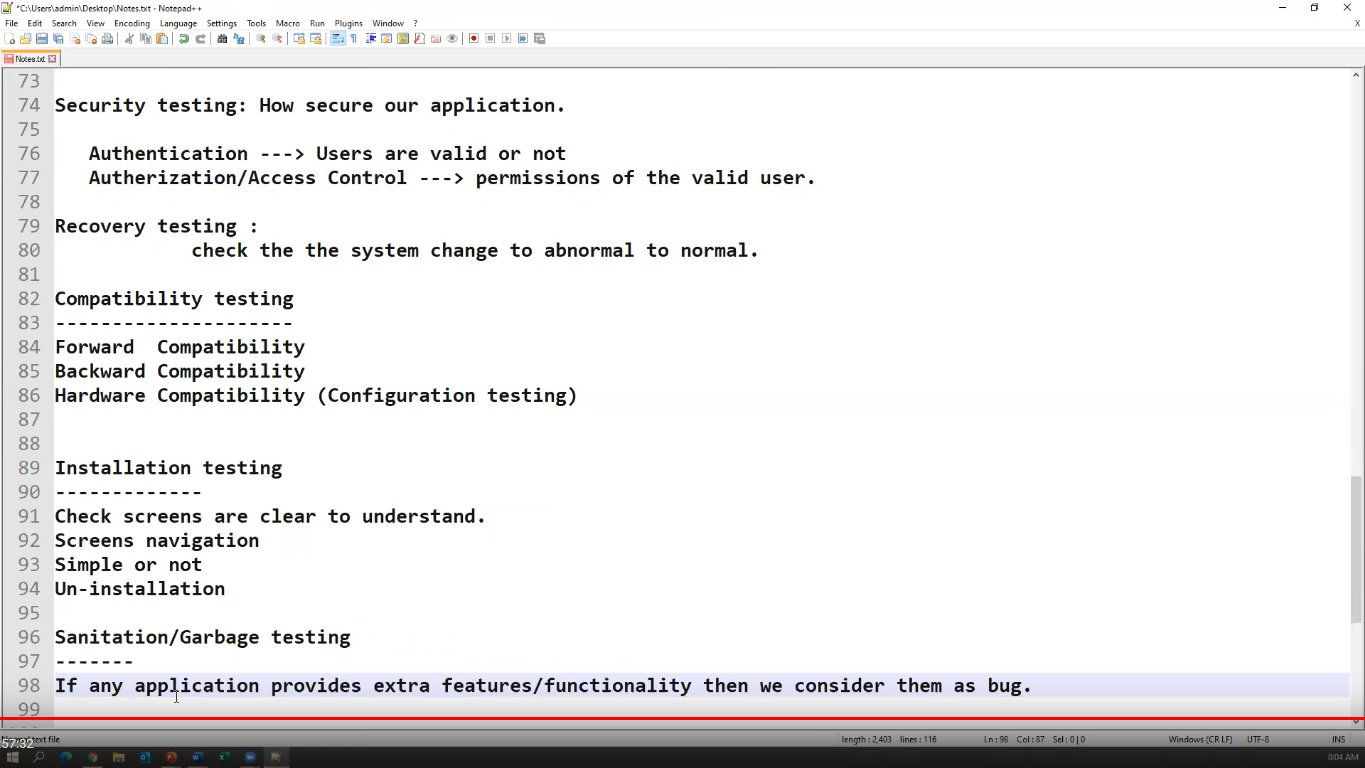 *C:\Users\admin\Desktop\Notes.txt - Notepad++
File Edit Search View Encoding Language Settings Tools Macro Run Plugins Window ? X
Notes.txt
73
74 Security testing: How secure our application.
75
76 Authentication ---> Users are valid or not
77 Autherization/Access Control ---> permissions of the valid user.
78
79 Recovery testing :
80 check the the system change to abnormal to normal.
81
82 Compatibility testing
83 ---------------------
84 Forward  Compatibility
85 Backward Compatibility
86 Hardware Compatibility (Configuration testing)
87
88
89 Installation testing
90 -------------
91 Check screens are clear to understand.
92 Screens navigation
93 Simple or not
94 Un-installation
95
96 Sanitation/Garbage testing
97 -------
98 If any application provides extra features/functionality then we consider them as bug.
99
:57:32 text file length : 2,403 lines : 116 Ln : 98 Col : 87 Sel : 0 | 0 Windows (CR LF) UTF-8 INS
8:04 AM